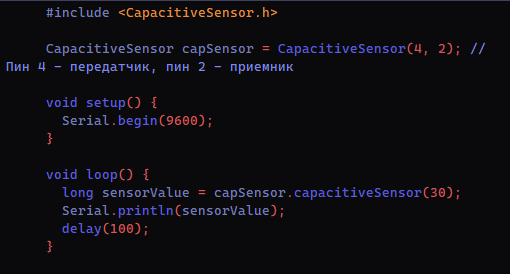 #include <CapacitiveSensor.h>
CapacitiveSensor capSensor = CapacitiveSensor(4, 2); //
Пин 4 – передатчик, пин 2 – приемник
void setup() {
Serial.begin(9600);
}
void loop() {
long sensorValue = capSensor.capacitiveSensor(30);
Serial.println(sensorValue);
delay(100);
}